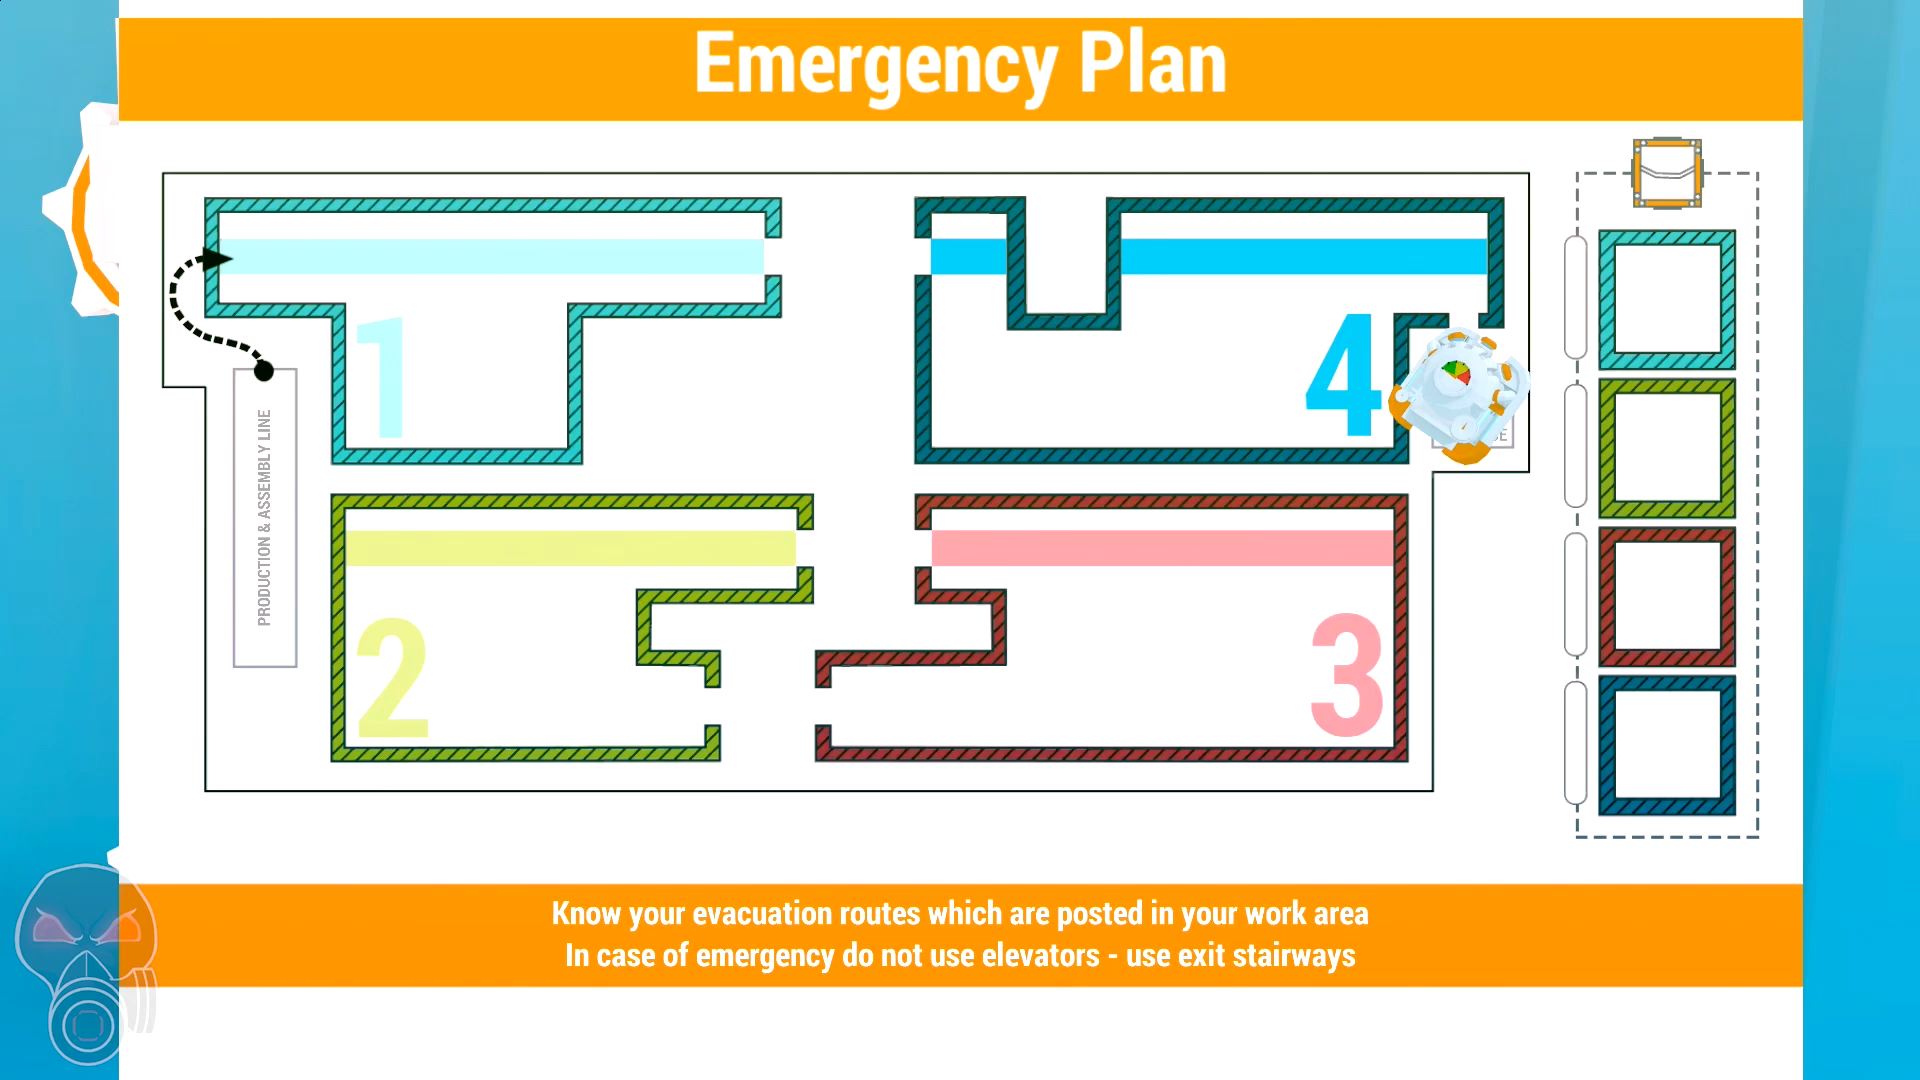 Emergency Plan
1
4
PRODUCTION & ASSEMBLY LINE
2
3
Know your evacuation routes which are posted in your work area
In case of emergency do not use elevators - use exit stairways